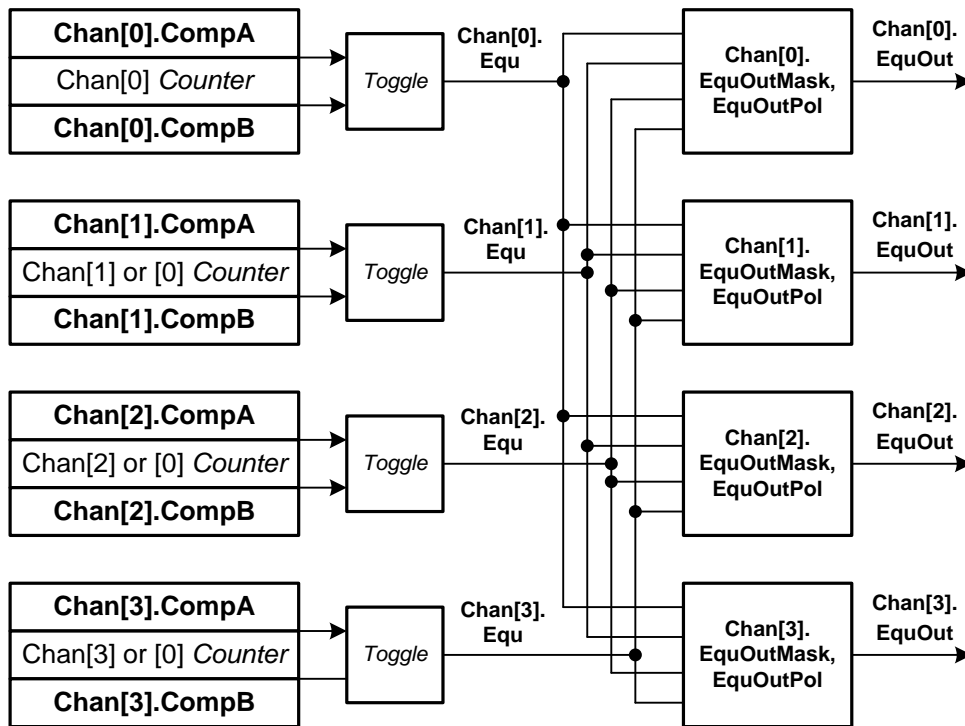 Chan[0].CompA
Chan[0] Counter
Chan[0].CompB
Toggle
Chan[0].
Equ
Chan[0].
EquOutMask,
EquOutPol
Chan[0].
EquOut
Chan[1].CompA
Chan[1] or [0] Counter
Chan[1].CompB
Toggle
Chan[1].
Equ
Chan[1].
EquOutMask,
EquOutPol
Chan[1].
EquOut
Chan[2].CompA
Chan[2] or [0] Counter
Chan[2].CompB
Toggle
Chan[2].
Equ
Chan[2].
EquOutMask,
EquOutPol
Chan[2].
EquOut
Chan[3].CompA
Chan[3] or [0] Counter
Chan[3].CompB
Toggle
Chan[3].
Equ
Chan[3].
EquOutMask,
EquOutPol
Chan[3].
EquOut